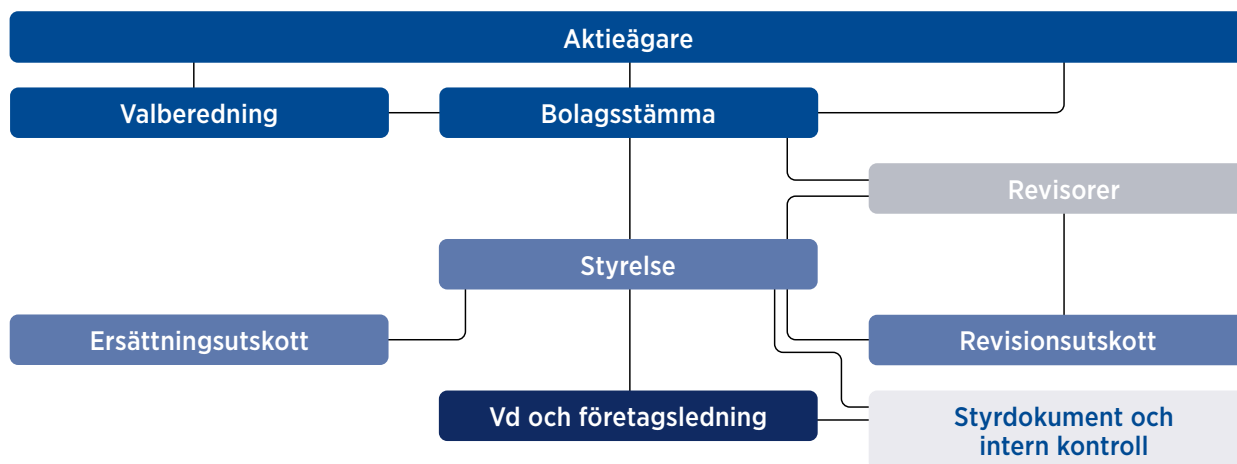 Aktieägare
Valberedning
Bolagsstämma
Revisorer
Styrelse
Ersättningsutskott
Revisionsutskott
Vd och företagsledning
Styrdokument och
intern kontroll